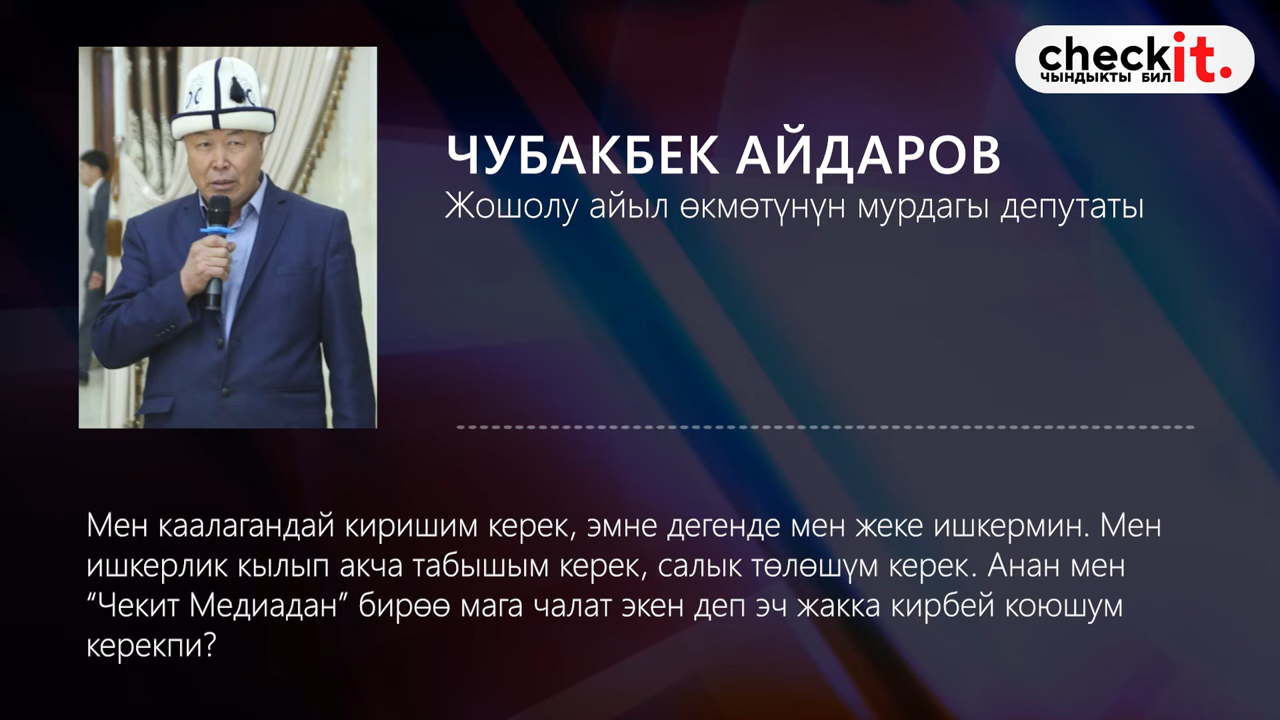 checkit.
ЧЫНДЫКТЫ БИЛ
ЧУБАКБЕК АЙДАРОВ
Жошолу айыл өкмөтүнүн мурдагы депутаты
Мен каалагандай киришим керек, эмне дегенде мен жеке ишкермин. Мен
ишкерлик кылып акча табышым керек, салык төлөшүм керек. Анан мен
“Чекит Медиадан” бирөө мага чалат экен деп эч жакка кирбей коюшум
керекпи?